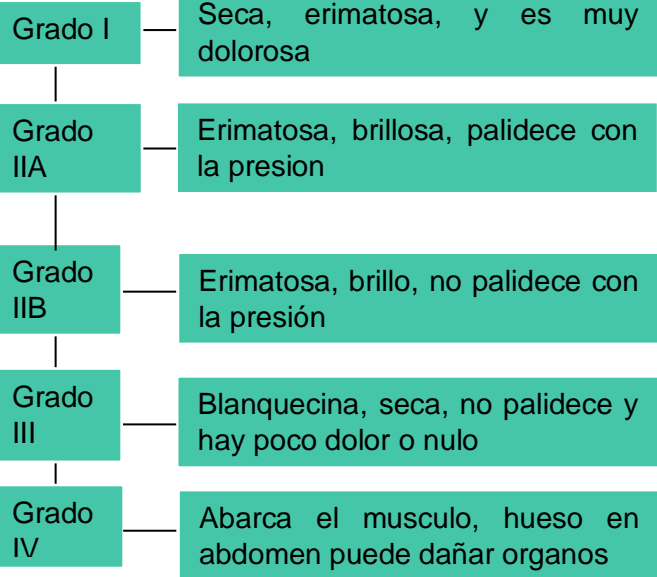 Grado I
Seca, erimatosa, y es muy
dolorosa
Grado
IIA
Erimatosa, brillosa, palidece con
la presion
Grado
IIB
Erimatosa, brillo, no palidece con
la presión
Grado
III
Blanquecina, seca, no palidece y
hay poco dolor o nulo
Grado
IV
Abarca el musculo, hueso en
abdomen puede dañar organos